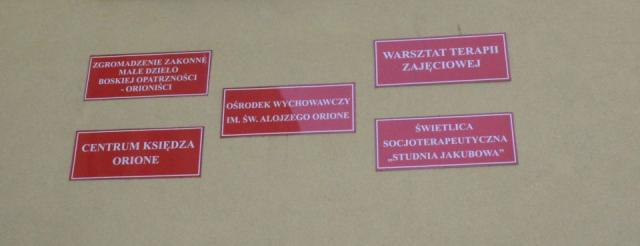 ZGROMADZENIE ZAKONNE
MAŁE DZIEŁO
BOSKIEJ OPATRZNOŚCI
- ORIONIŚCI
CENTRUM KSIĘDZA
ORIONE
OŚRODEK WYCHOWAWCZY
IM. ŚW. ALOJZEGO ORIONE
WARSZTAT TERAPII
ZAJĘCIOWEJ
ŚWIETLICA
SOCJOTERAPEUTYCZNA
„STUDNIA JAKUBOWA”